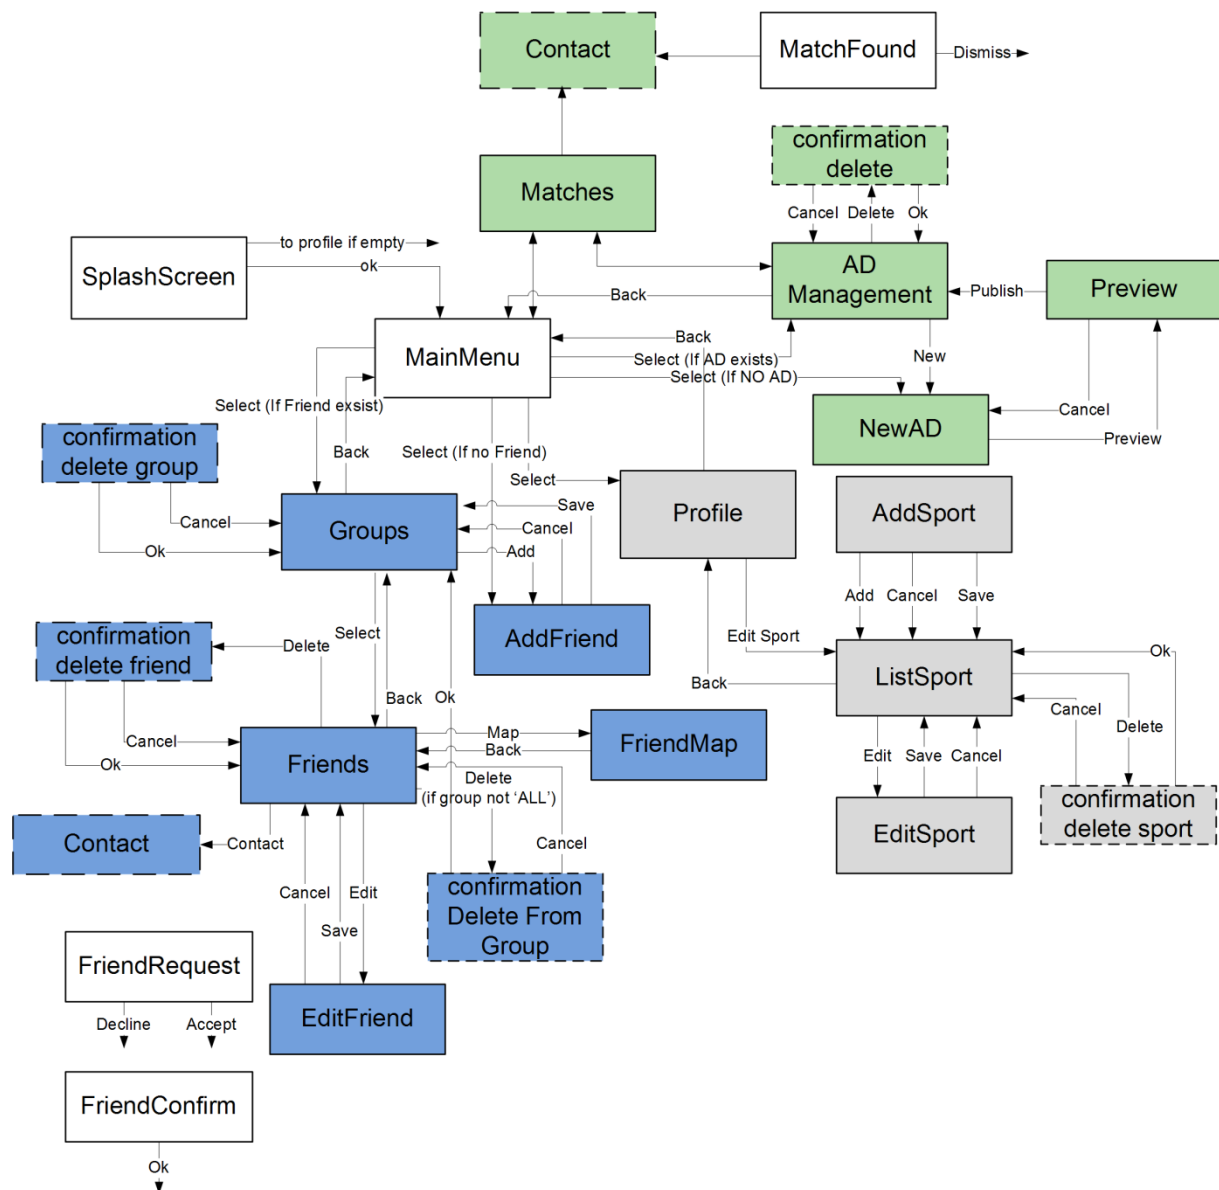 Contact
MatchFound
Dismiss
confirmation
delete
Matches
Cancel
Delete
Ok
to profile if empty
SplashScreen
ok
AD
Management
Preview
Publish
Back
MainMenu
Back
Select (If AD exists)
New
Select (If NO AD)
Select (If Friend exsist)
Cancel
NewAD
confirmation
delete group
Back
Select (If no Friend)
Preview
Select
Save
Profile
AddSport
Cancel
Groups
Cancel
Ok
Add
Add
Cancel
Save
confirmation
delete friend
Delete
Select
AddFriend
Edit Sport
Ok
ListSport
Back
Ok
Back
Cancel
Map
FriendMap
Delete
Cancel
Back
Edit
Save
Cancel
Ok
Friends
Delete
(if group not ‘ALL’)
confirmation
delete sport
Contact
Contact
Cancel
EditSport
Cancel
Edit
confirmation
Delete From
Group
Save
FriendRequest
EditFriend
Decline
Accept
FriendConfirm
Ok